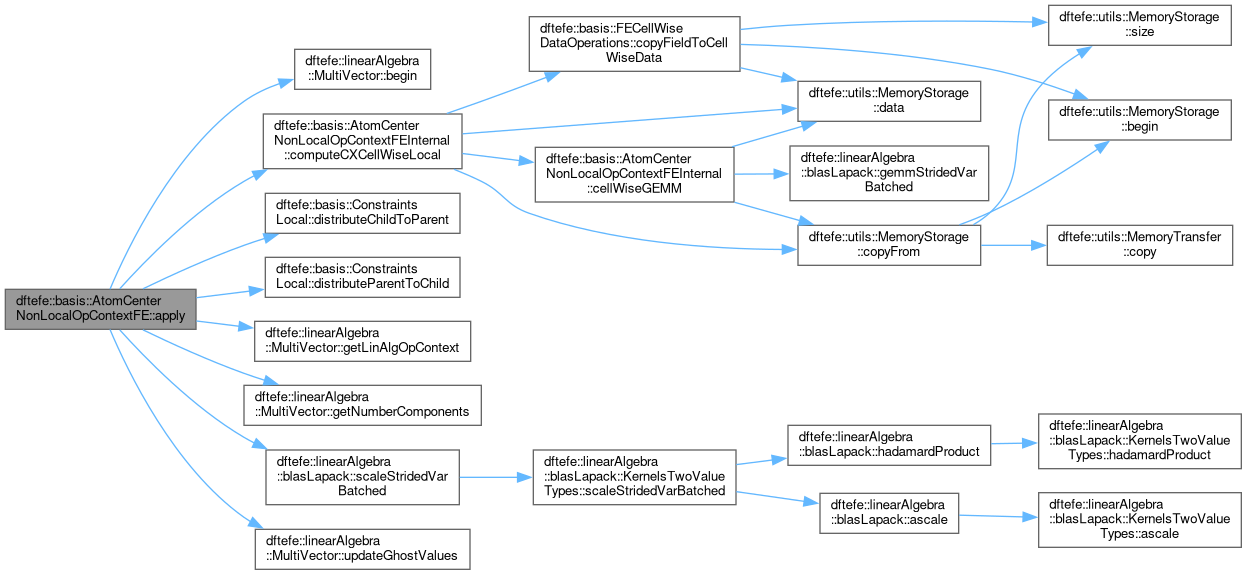 dftefe::basis::AtomCenter
NonLocalOpContextFE::apply
dftefe::linearAlgebra
::MultiVector::begin
dftefe::basis::AtomCenter
NonLocalOpContextFEInternal
::computeCXCellWiseLocal
dftefe::basis::Constraints
Local::distributeChildToParent
dftefe::basis::Constraints
Local::distributeParentToChild
dftefe::linearAlgebra
::MultiVector::getLinAlgOpContext
dftefe::linearAlgebra
::MultiVector::getNumberComponents
dftefe::linearAlgebra
::blasLapack::scaleStridedVar
Batched
dftefe::linearAlgebra
::MultiVector::updateGhostValues
dftefe::basis::FECellWise
DataOperations::copyFieldToCell
WiseData
dftefe::basis::AtomCenter
NonLocalOpContextFEInternal
::cellWiseGEMM
dftefe::linearAlgebra
::blasLapack::KernelsTwoValue
Types::scaleStridedVarBatched
dftefe::utils::MemoryStorage
::data
dftefe::linearAlgebra
::blasLapack::gemmStridedVar
Batched
dftefe::utils::MemoryStorage
::copyFrom
dftefe::linearAlgebra
::blasLapack::hadamardProduct
dftefe::linearAlgebra
::blasLapack::ascale
dftefe::utils::MemoryStorage
::size
dftefe::utils::MemoryStorage
::begin
dftefe::utils::MemoryTransfer
::copy
dftefe::linearAlgebra
::blasLapack::KernelsTwoValue
Types::hadamardProduct
dftefe::linearAlgebra
::blasLapack::KernelsTwoValue
Types::ascale